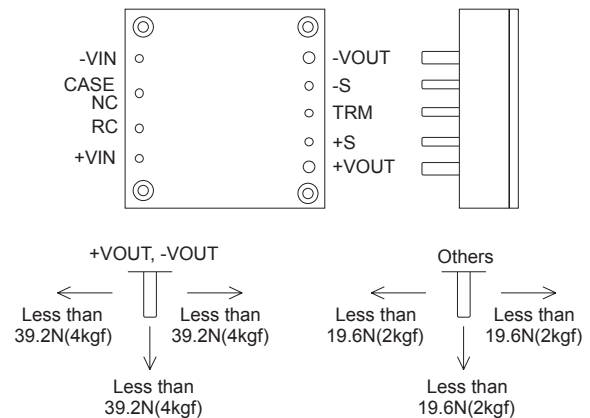 -VIN
CASE
NC
RC
+VIN
-VOUT
-S
TRM
+S
+VOUT
+VOUT, -VOUT
Less than
39.2N(4kgf)
Less than
39.2N(4kgf)
Less than
39.2N(4kgf)
Others
Less than
19.6N(2kgf)
Less than
19.6N(2kgf)
Less than
19.6N(2kgf)